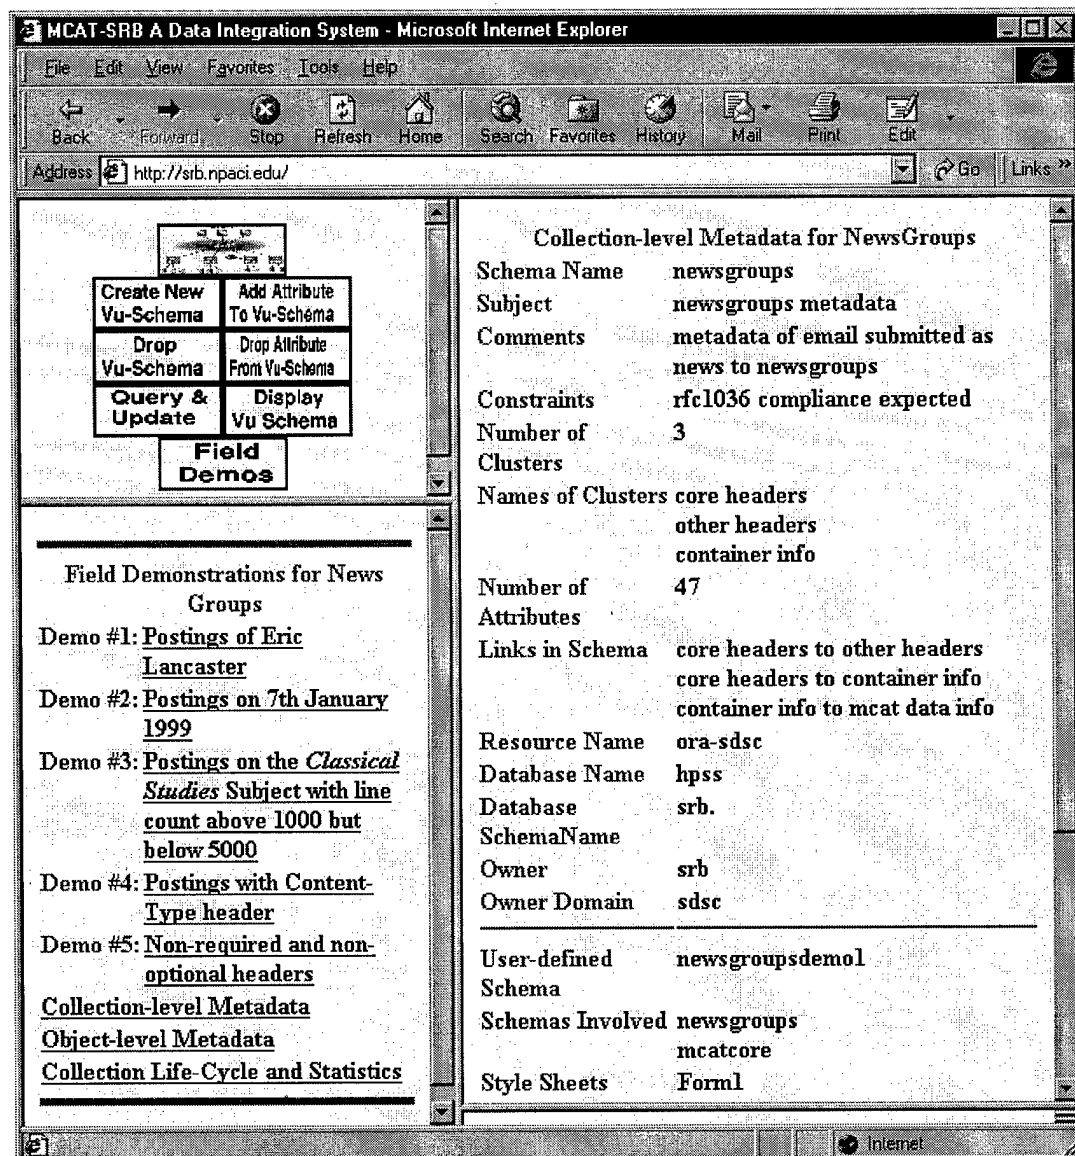 MCAT-SRB A Data Integration System - Microsoft Internet Explorer
File Edit View Favorites Tools Help
Back Forward Stop Refresh Home Search Favorites History Mail Print Edit
Address http://srb.npaci.edu/ Go Links »
Create New Vu-Schema
Add Attribute To Vu-Schema
Drop Vu-Schema
Drop Attribute From Vu-Schema
Query & Update
Display Vu Schema
Field Demos
Field Demonstrations for News
Groups
Demo #1: Postings of Eric
Lancaster
Demo #2: Postings on 7th January
1999
Demo #3: Postings on the Classical
Studies Subject with line
count above 1000 but
below 5000
Demo #4: Postings with Content-
Type header
Demo #5: Non-required and non-
optional headers
Collection-level Metadata
Object-level Metadata
Collection Life-Cycle and Statistics
Collection-level Metadata for NewsGroups
Schema Name newsgroups
Subject newsgroups metadata
Comments metadata of email submitted as
news to newsgroups
Constraints rfc1036 compliance expected
Number of 3
Clusters
Names of Clusters core headers
other headers
container info
Number of 47
Attributes
Links in Schema core headers to other headers
core headers to container info
container info to mcat data info
Resource Name ora-sdsc
Database Name hpss
Database srb.
SchemaName
Owner srb
Owner Domain sdsc
User-defined newsgroupsdemo1
Schema
Schemas Involved newsgroups
mcatcore
Style Sheets Form1
Internet